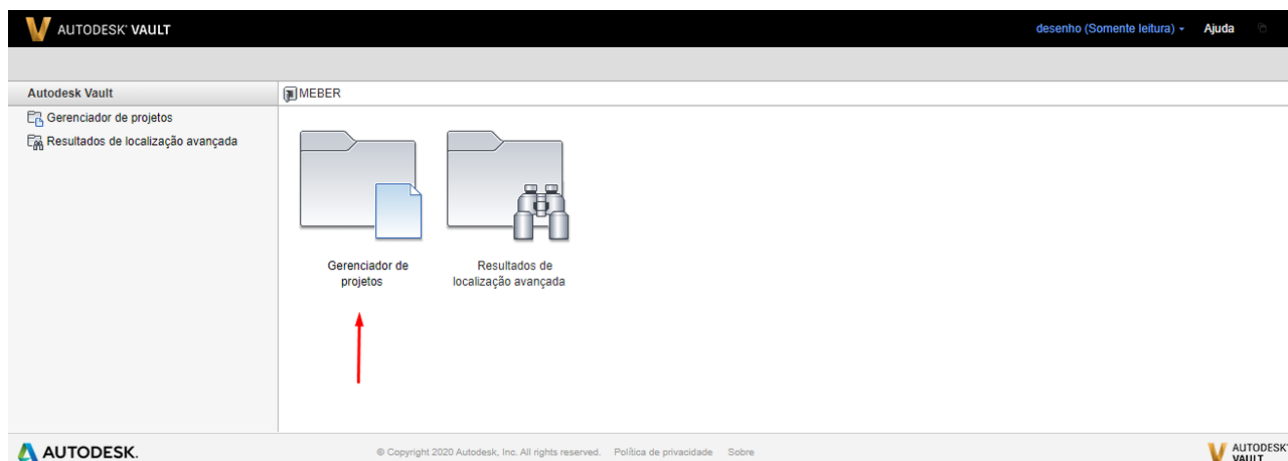 AUTODESK® VAULT
desenho (Somente leitura)
Ajuda
Autodesk Vault
MEBER
Gerenciador de projetos
Resultados de localização avançada
Gerenciador de
projetos
Resultados de
localização avançada
AUTODESK.
© Copyright 2020 Autodesk, Inc. All rights reserved. Política de privacidade Sobre
AUTODESK®
VAULT